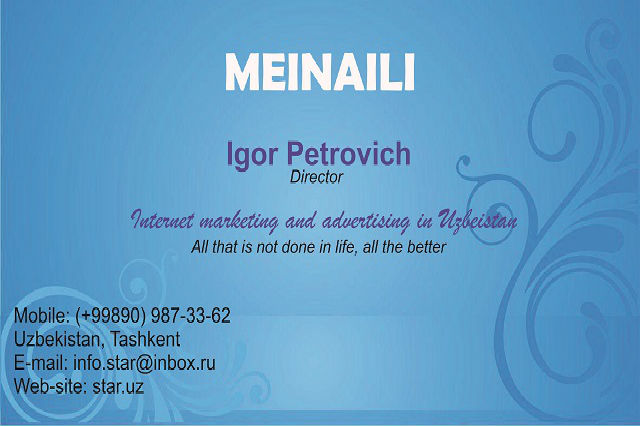 MEINAILI
Igor Petrovich
Director
Internet marketing and advertising in Uzbeistan
All that is not done in life, all the better
Mobile: (+99890) 987-33-62
Uzbekistan, Tashkent
E-mail: info.star@inbox.ru
Web-site: star.uz